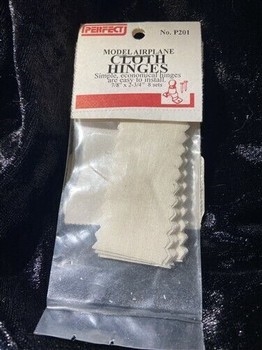 PERFECT
No. P201
MODEL AIRPLANE
CLOTH
HINGES
Simple, economical hinges
are easy to install.
7/8" x 2-3/4" 8 sets